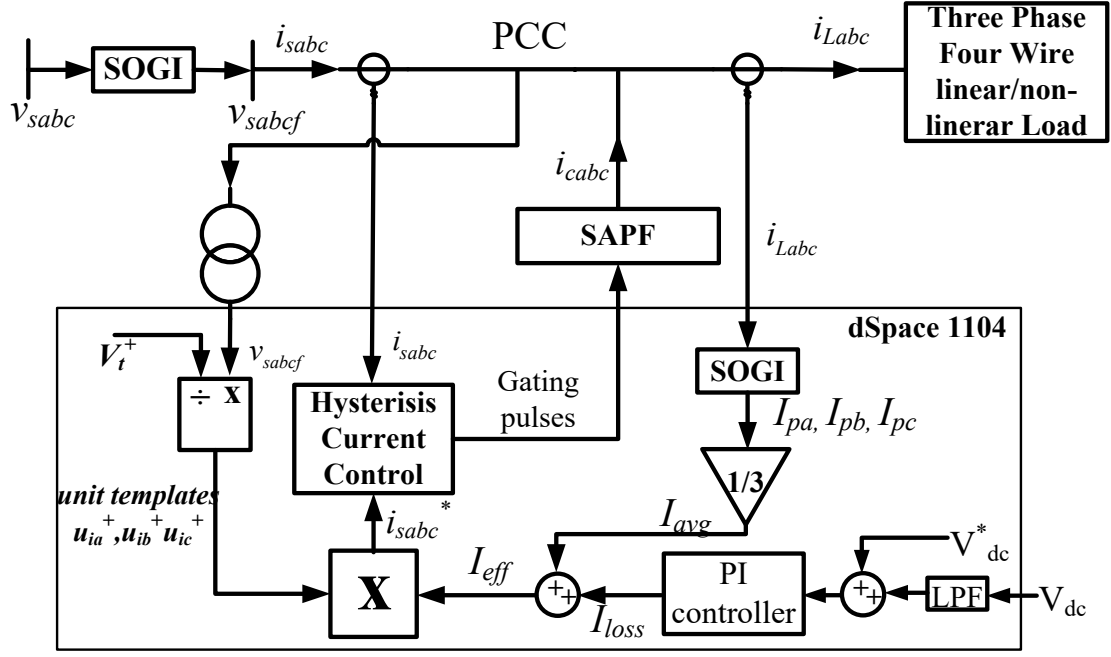 i_sabc
PCC
i_Labc
Three Phase
Four Wire
linear/non-
linerar Load
SOGI
v_sabc
v_sabcf
i_cabc
SAPF
i_Labc
dSpace 1104
V_t^+
v_sabcf
i_sabc
SOGI
÷ x
Hysterisis
Current
Control
Gating
pulses
I_pa, I_pb, I_pc
1/3
unit templates
u_ia^+,u_ib^+u_ic^+
i_sabc^*
I_avg
V^*_dc
X
I_eff
++
I_loss
PI
controller
++
LPF
V_dc